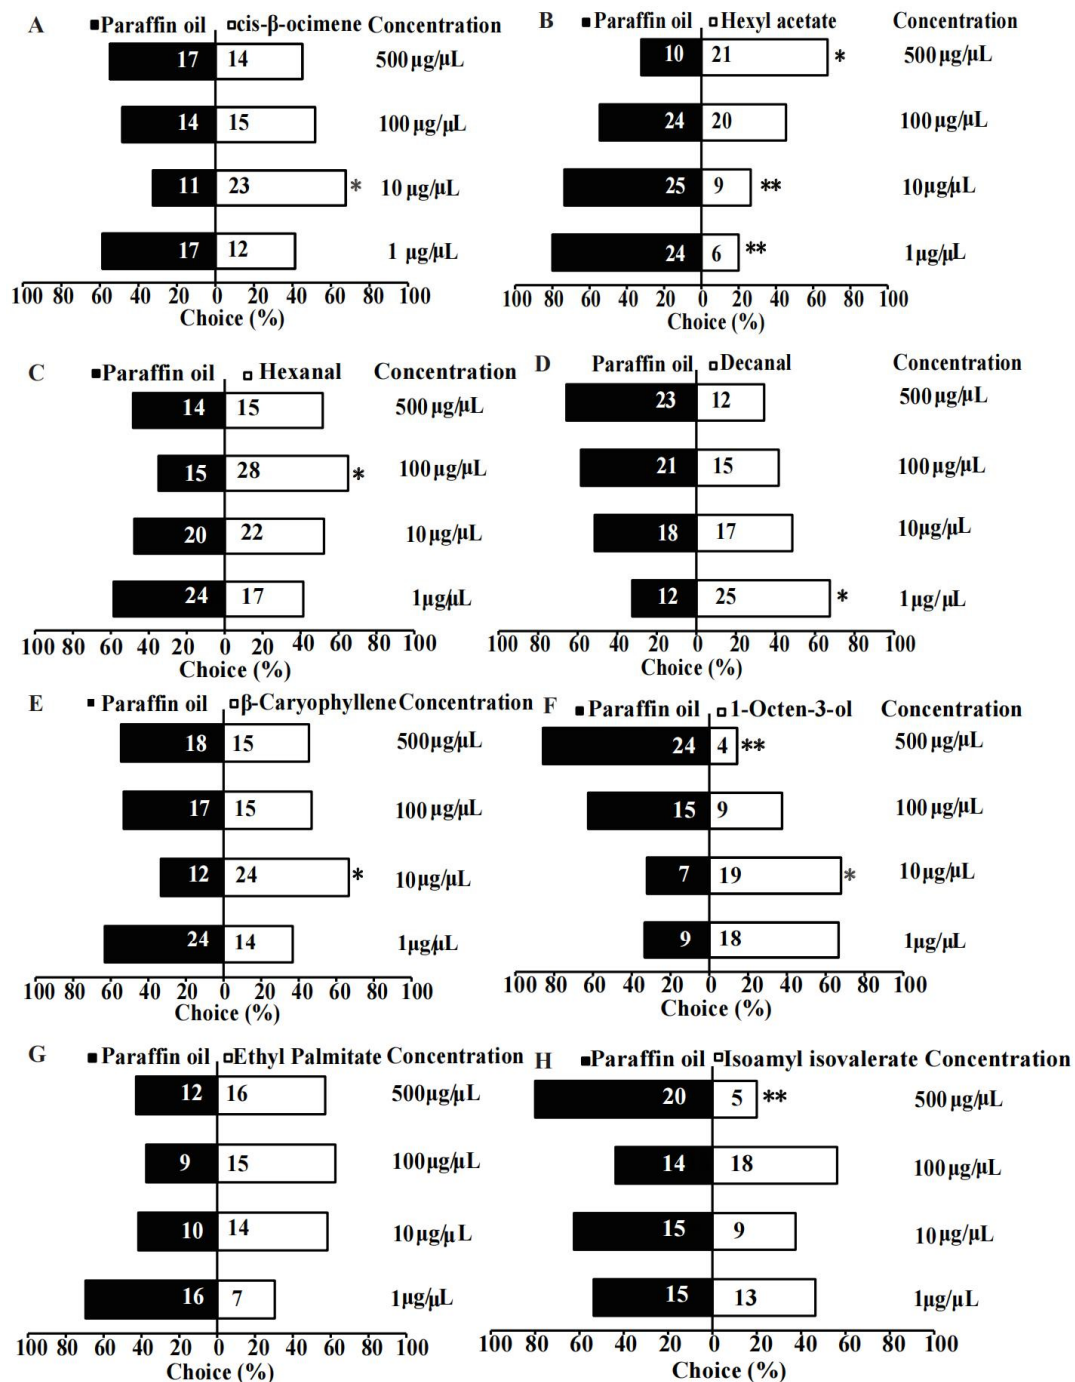 A ■Paraffin oil □cis-β-ocimene Concentration
17 14 500 µg/µL
14 15 100 µg/µL
11 23 * 10 µg/µL
17 12 1 µg/µL
100 80 60 40 20 0 20 40 60 80 100
Choice (%)
B ■Paraffin oil □Hexyl acetate Concentration
10 21 * 500 µg/µL
24 20 100 µg/µL
25 9 ** 10µg/µL
24 6 ** 1µg/µL
100 80 60 40 20 0 20 40 60 80 100
Choice (%)
C ■Paraffin oil □ Hexanal Concentration
14 15 500 µg/µL
15 28 * 100 µg/µL
20 22 10µg/µL
24 17 1µg/µL
100 80 60 40 20 0 20 40 60 80 100
Choice (%)
D Paraffin oil □Decanal Concentration
23 12 500 µg/µL
21 15 100 µg/µL
18 17 10µg/µL
12 25 * 1µg/µL
100 80 60 40 20 0 20 40 60 80 100
Choice (%)
E ■ Paraffin oil □β-Caryophyllene Concentration
18 15 500µg/µL
17 15 100 µg/µL
12 24 * 10µg/µL
24 14 1µg/µL
100 80 60 40 20 0 20 40 60 80 100
Choice (%)
F ■ Paraffin oil □ 1-Octen-3-ol Concentration
24 4 ** 500 µg/µL
15 9 100 µg/µL
7 19 * 10µg/µL
9 18 1µg/µL
100 80 60 40 20 0 20 40 60 80 100
Choice (%)
G ■ Paraffin oil □Ethyl Palmitate Concentration
12 16 500µg/µL
9 15 100µg/µL
10 14 10µg/µL
16 7 1µg/µL
100 80 60 40 20 0 20 40 60 80 100
Choice (%)
H ■Paraffin oil □Isoamyl isovalerate Concentration
20 5 ** 500 µg/µL
14 18 100 µg/µL
15 9 10µg/µL
15 13 1µg/µL
100 80 60 40 20 0 20 40 60 80 100
Choice (%)